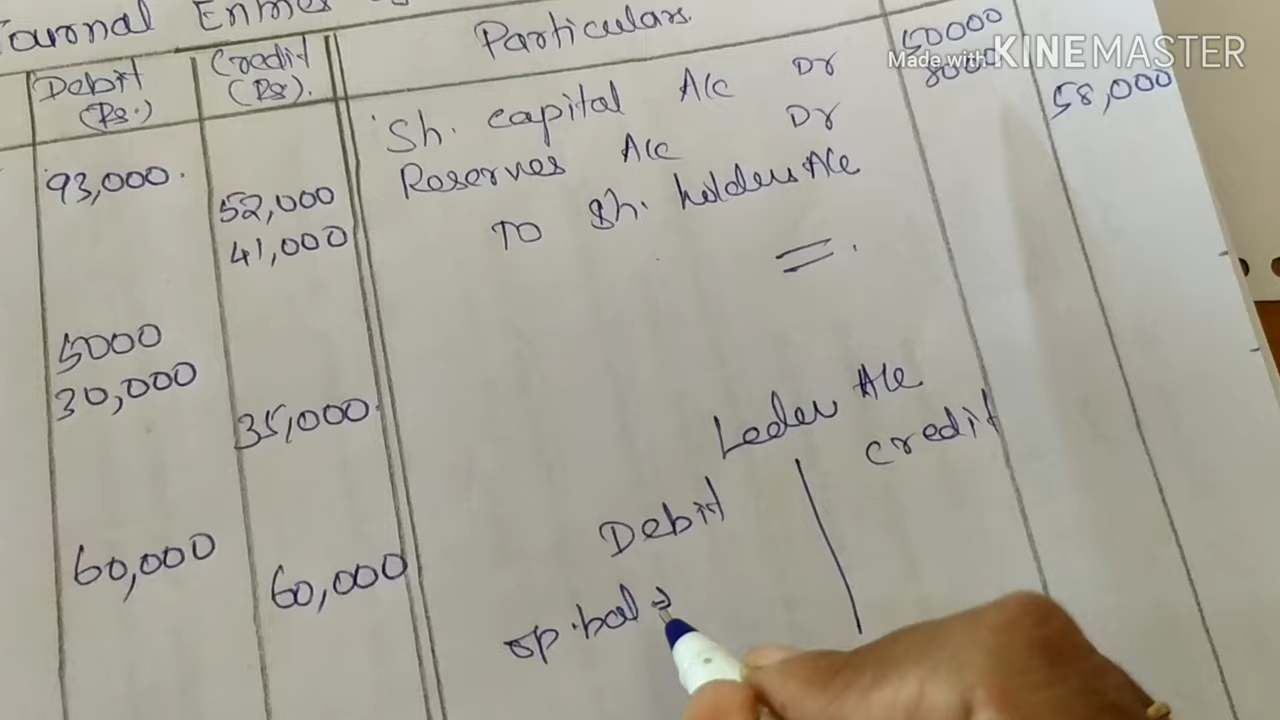 Journal Entries
Debit (Rs.)
Credit (Rs).
Particulars.
93,000.
52,000
41,000
5000
30,000
35,000.
60,000
60,000
Sh. capital A/c Dr 50000
Reserves A/c Dr 8000
TO Sh. holders A/c 58,000
Leder A/c
Debit
credit
op.bal
Made with KINEMASTER